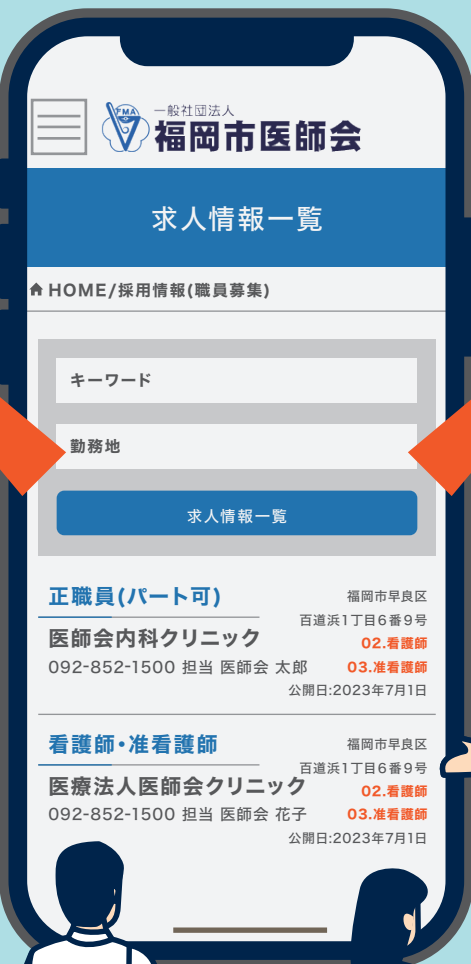 FMA
一般社団法人
福岡市医師会
求人情報一覧
HOME/採用情報(職員募集)
キーワード
勤務地
求人情報一覧
正職員(パート可)
福岡市早良区
百道浜1丁目6番9号
医師会内科クリニック
02.看護師
092-852-1500 担当 医師会 太郎
03.准看護師
公開日:2023年7月1日
看護師・准看護師
福岡市早良区
百道浜1丁目6番9号
医療法人医師会クリニック
02.看護師
092-852-1500 担当 医師会 花子
03.准看護師
公開日:2023年7月1日